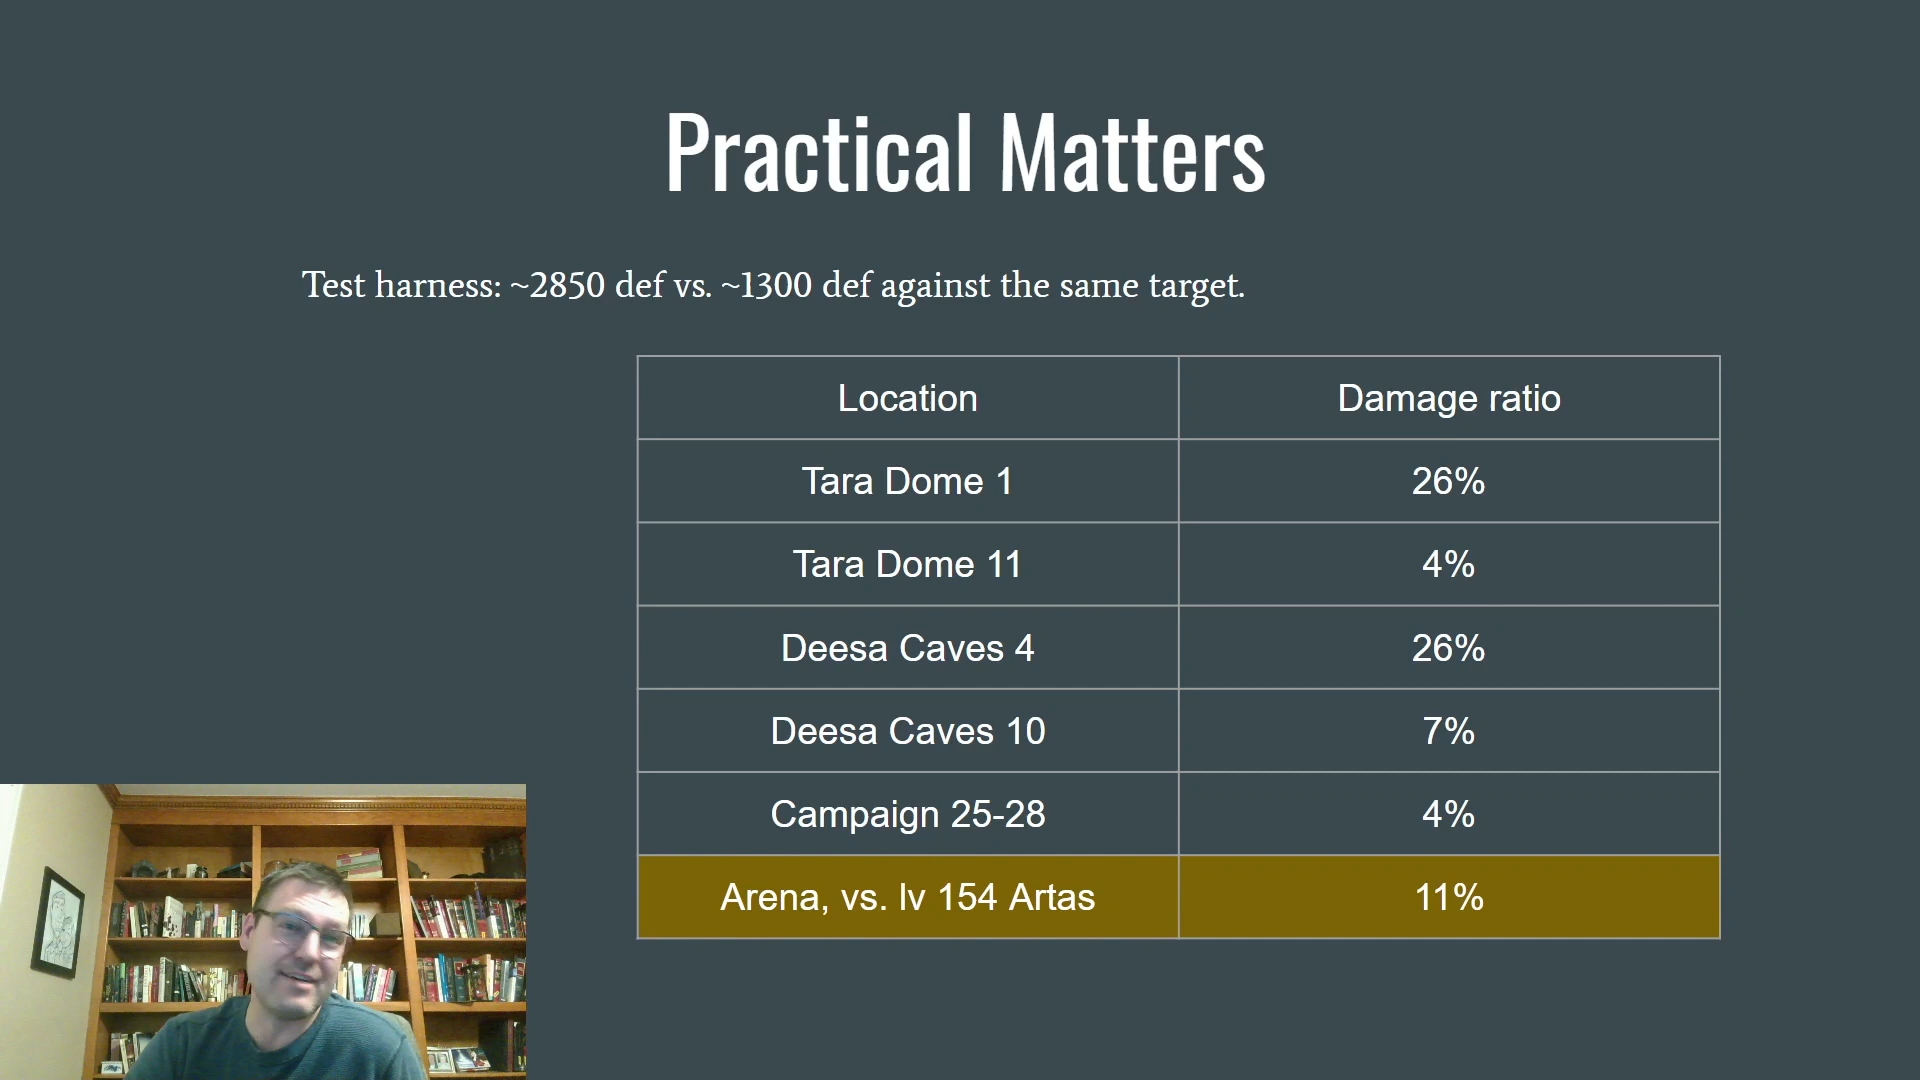 Practical Matters
Test harness: ~2850 def vs. ~1300 def against the same target.
Location Damage ratio
Tara Dome 1 26%
Tara Dome 11 4%
Deesa Caves 4 26%
Deesa Caves 10 7%
Campaign 25-28 4%
Arena, vs. lv 154 Artas 11%